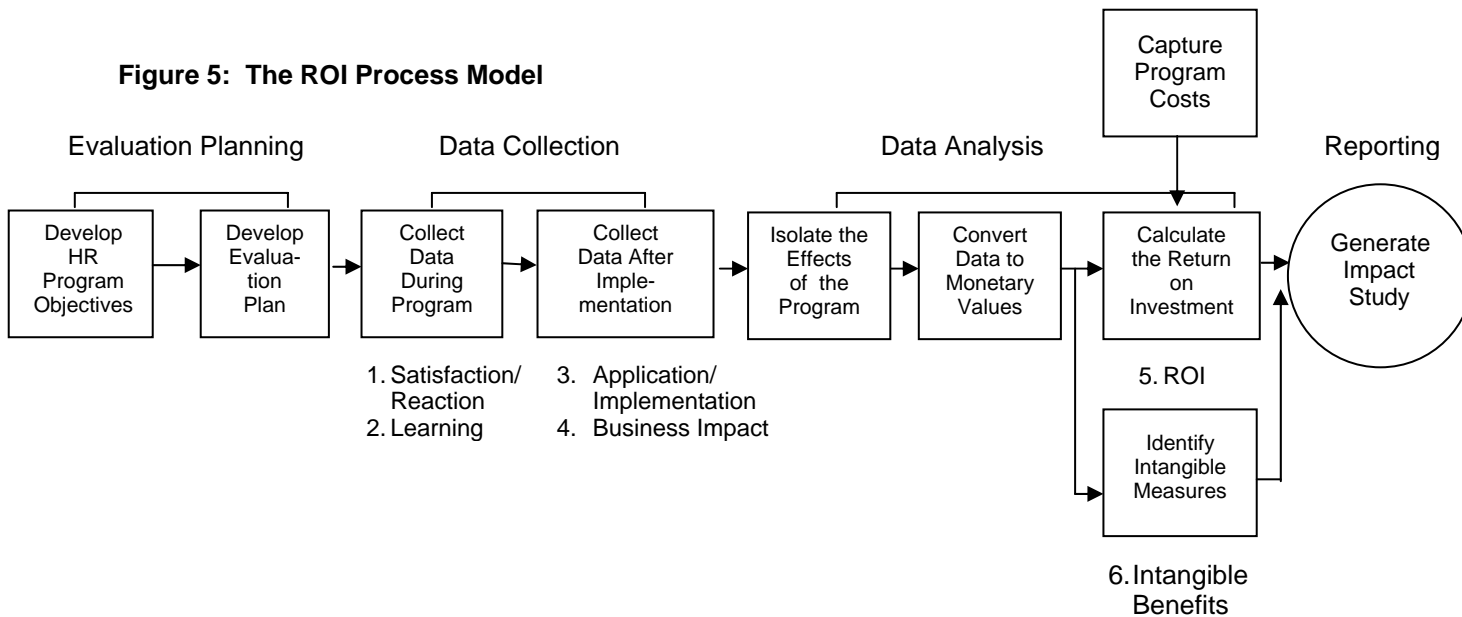 Figure 5: The ROI Process Model
Capture
Program
Costs
Evaluation Planning
Data Collection
Data Analysis
Reporting
Develop
HR
Program
Objectives
Develop
Evalua-
tion
Plan
Collect
Data
During
Program
Collect
Data After
Imple-
mentation
Isolate the
Effects
of the
Program
Convert
Data to
Monetary
Values
Calculate
the Return
on
Investment
Generate
Impact
Study
1. Satisfaction/
Reaction
2. Learning
3. Application/
Implementation
4. Business Impact
5. ROI
Identify
Intangible
Measures
6. Intangible
Benefits